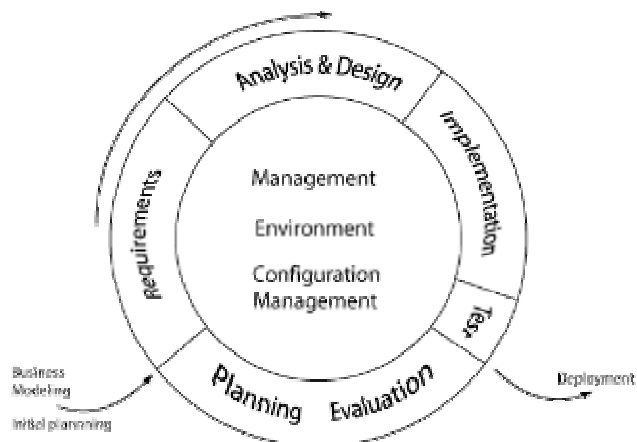 Analysis & Design
Implementation
Requirements
Management
Environment
Configuration
Management
Test
Planning Evaluation
Business
Modeling
Initial planning
Deployment